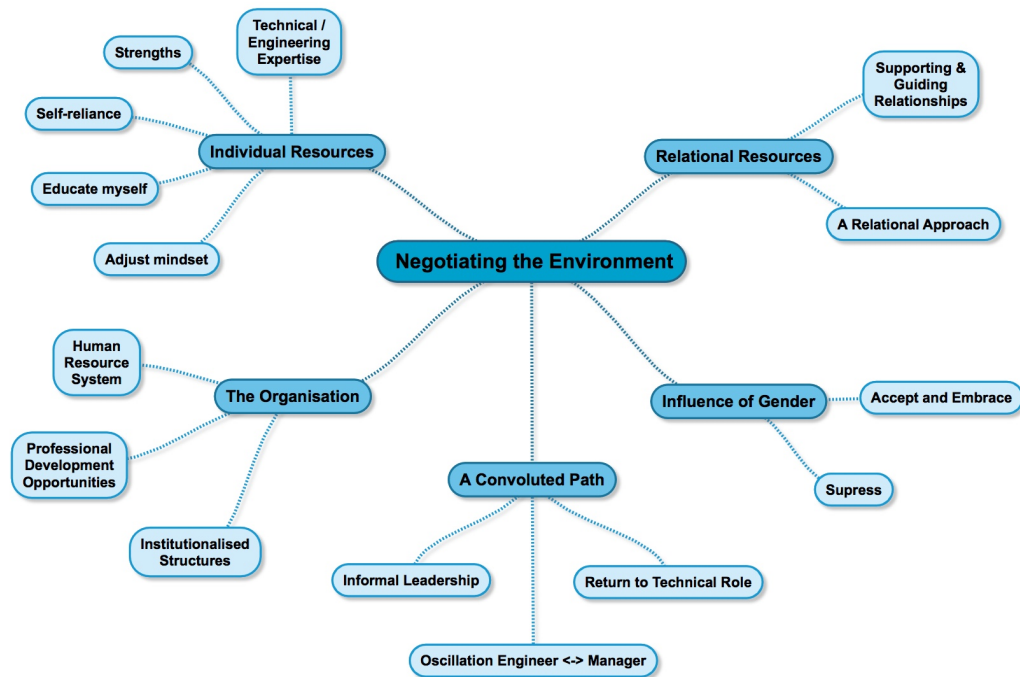 Technical /
Engineering
Expertise
Strengths
Self-reliance
Individual Resources
Educate myself
Adjust mindset
Supporting &
Guiding
Relationships
Relational Resources
A Relational Approach
Negotiating the Environment
Human
Resource
System
The Organisation
Professional
Development
Opportunities
Institutionalised
Structures
Influence of Gender
Accept and Embrace
Supress
A Convoluted Path
Informal Leadership
Return to Technical Role
Oscillation Engineer <-> Manager